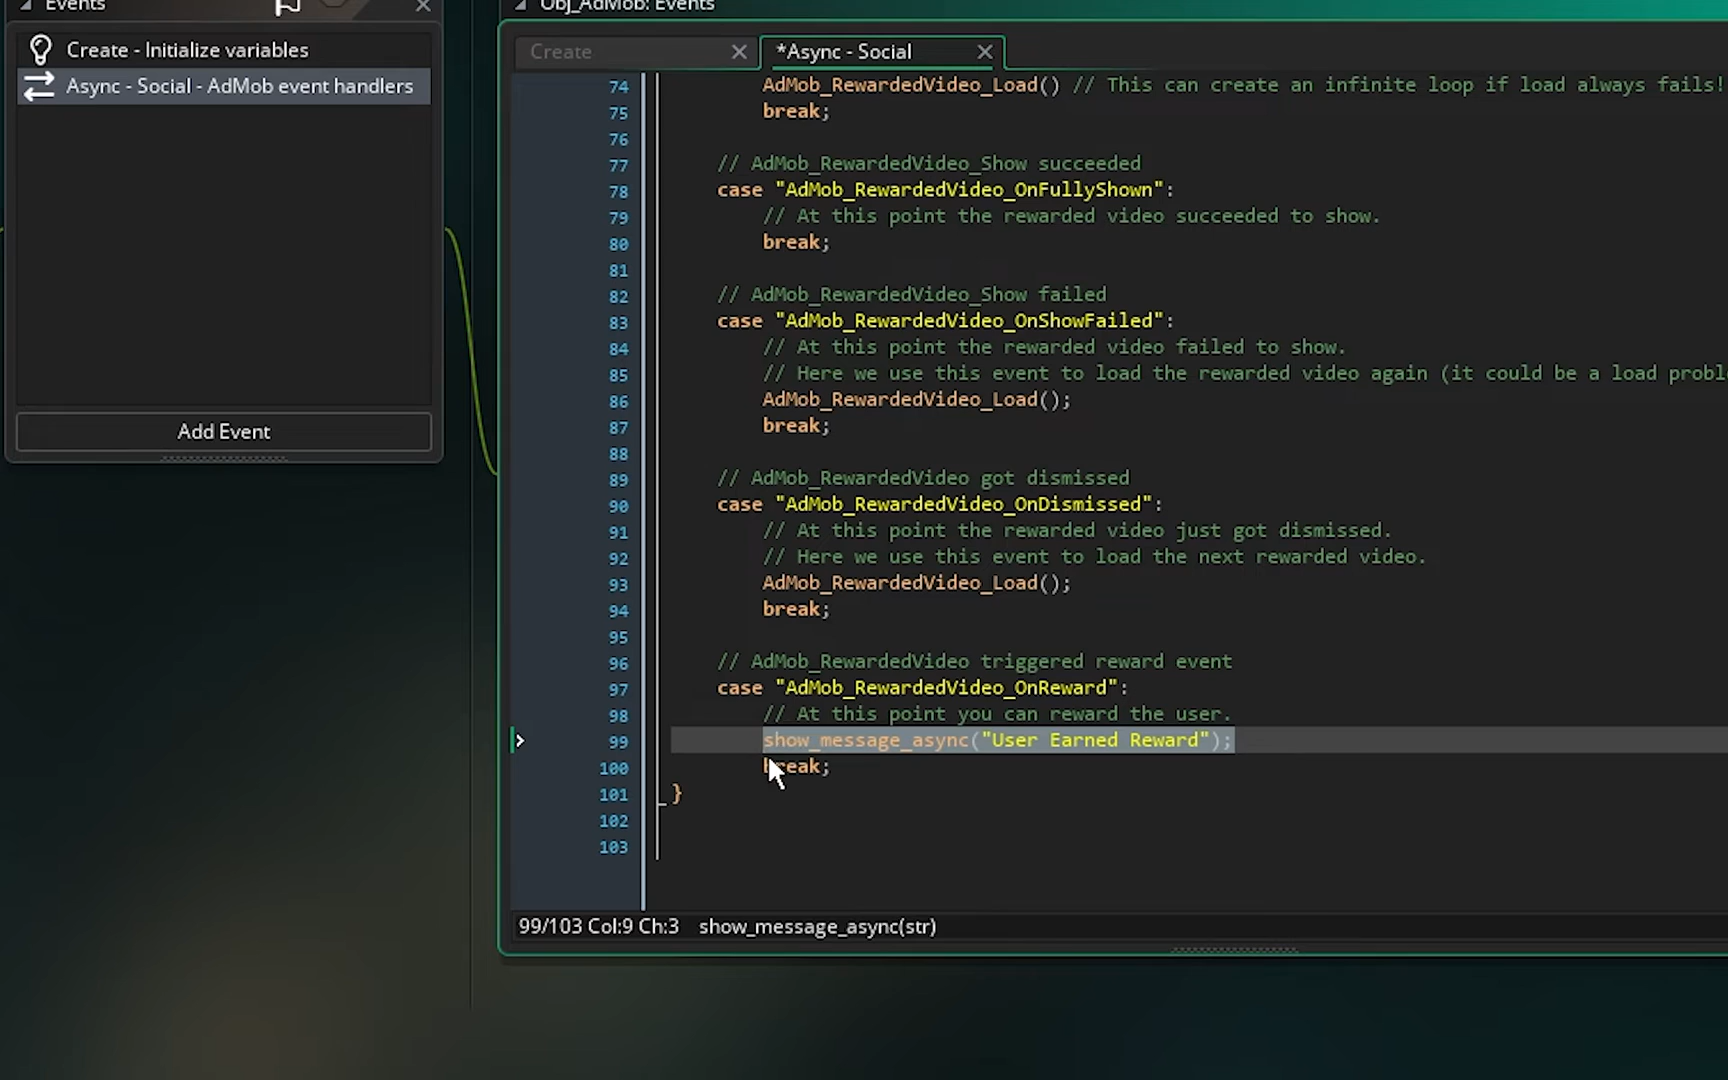 Events
Create - Initialize variables
Async - Social - AdMob event handlers
Add Event
Obj_AdMob: Events
Create
*Async - Social
74 AdMob_RewardedVideo_Load() // This can create an infinite loop if load always fails!
75 break;
76
77 // AdMob_RewardedVideo_Show succeeded
78 case "AdMob_RewardedVideo_OnFullyShown":
79 // At this point the rewarded video succeeded to show.
80 break;
81
82 // AdMob_RewardedVideo_Show failed
83 case "AdMob_RewardedVideo_OnShowFailed":
84 // At this point the rewarded video failed to show.
85 // Here we use this event to load the rewarded video again (it could be a load probl
86 AdMob_RewardedVideo_Load();
87 break;
88
89 // AdMob_RewardedVideo got dismissed
90 case "AdMob_RewardedVideo_OnDismissed":
91 // At this point the rewarded video just got dismissed.
92 // Here we use this event to load the next rewarded video.
93 AdMob_RewardedVideo_Load();
94 break;
95
96 // AdMob_RewardedVideo triggered reward event
97 case "AdMob_RewardedVideo_OnReward":
98 // At this point you can reward the user.
99 show_message_async("User Earned Reward");
100 break;
101 }
102
103
99/103 Col:9 Ch:3 show_message_async(str)